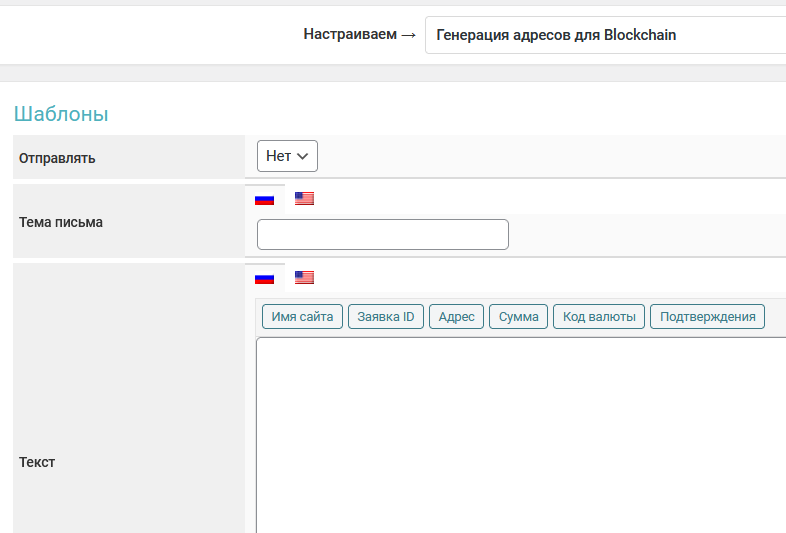 Настраиваем → Генерация адресов для Blockchain
Шаблоны
Отправлять Нет
Тема письма
Имя сайта Заявка ID Адрес Сумма Код валюты Подтверждения
Текст